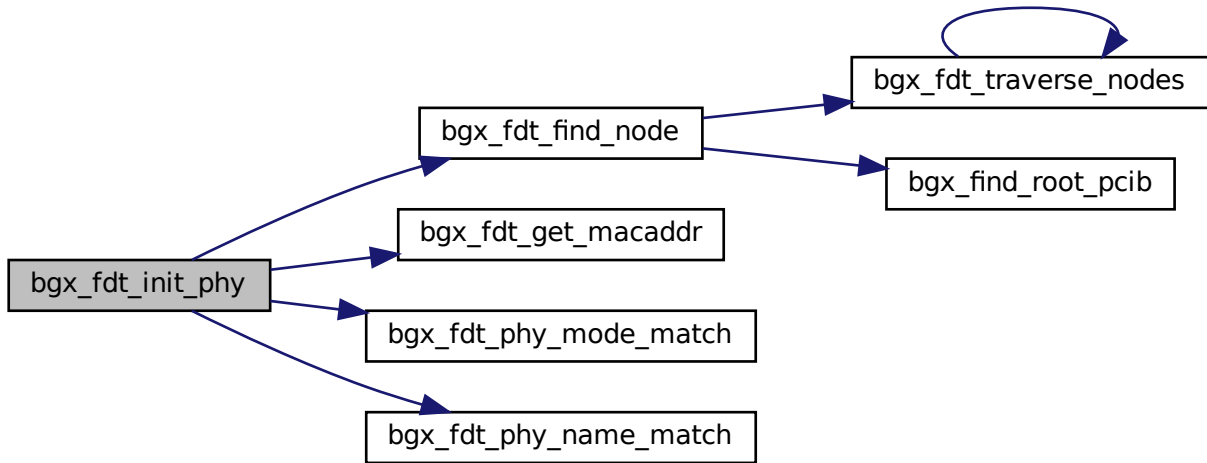 bgx_fdt_traverse_nodes
bgx_fdt_find_node
bgx_find_root_pcib
bgx_fdt_get_macaddr
bgx_fdt_init_phy
bgx_fdt_phy_mode_match
bgx_fdt_phy_name_match